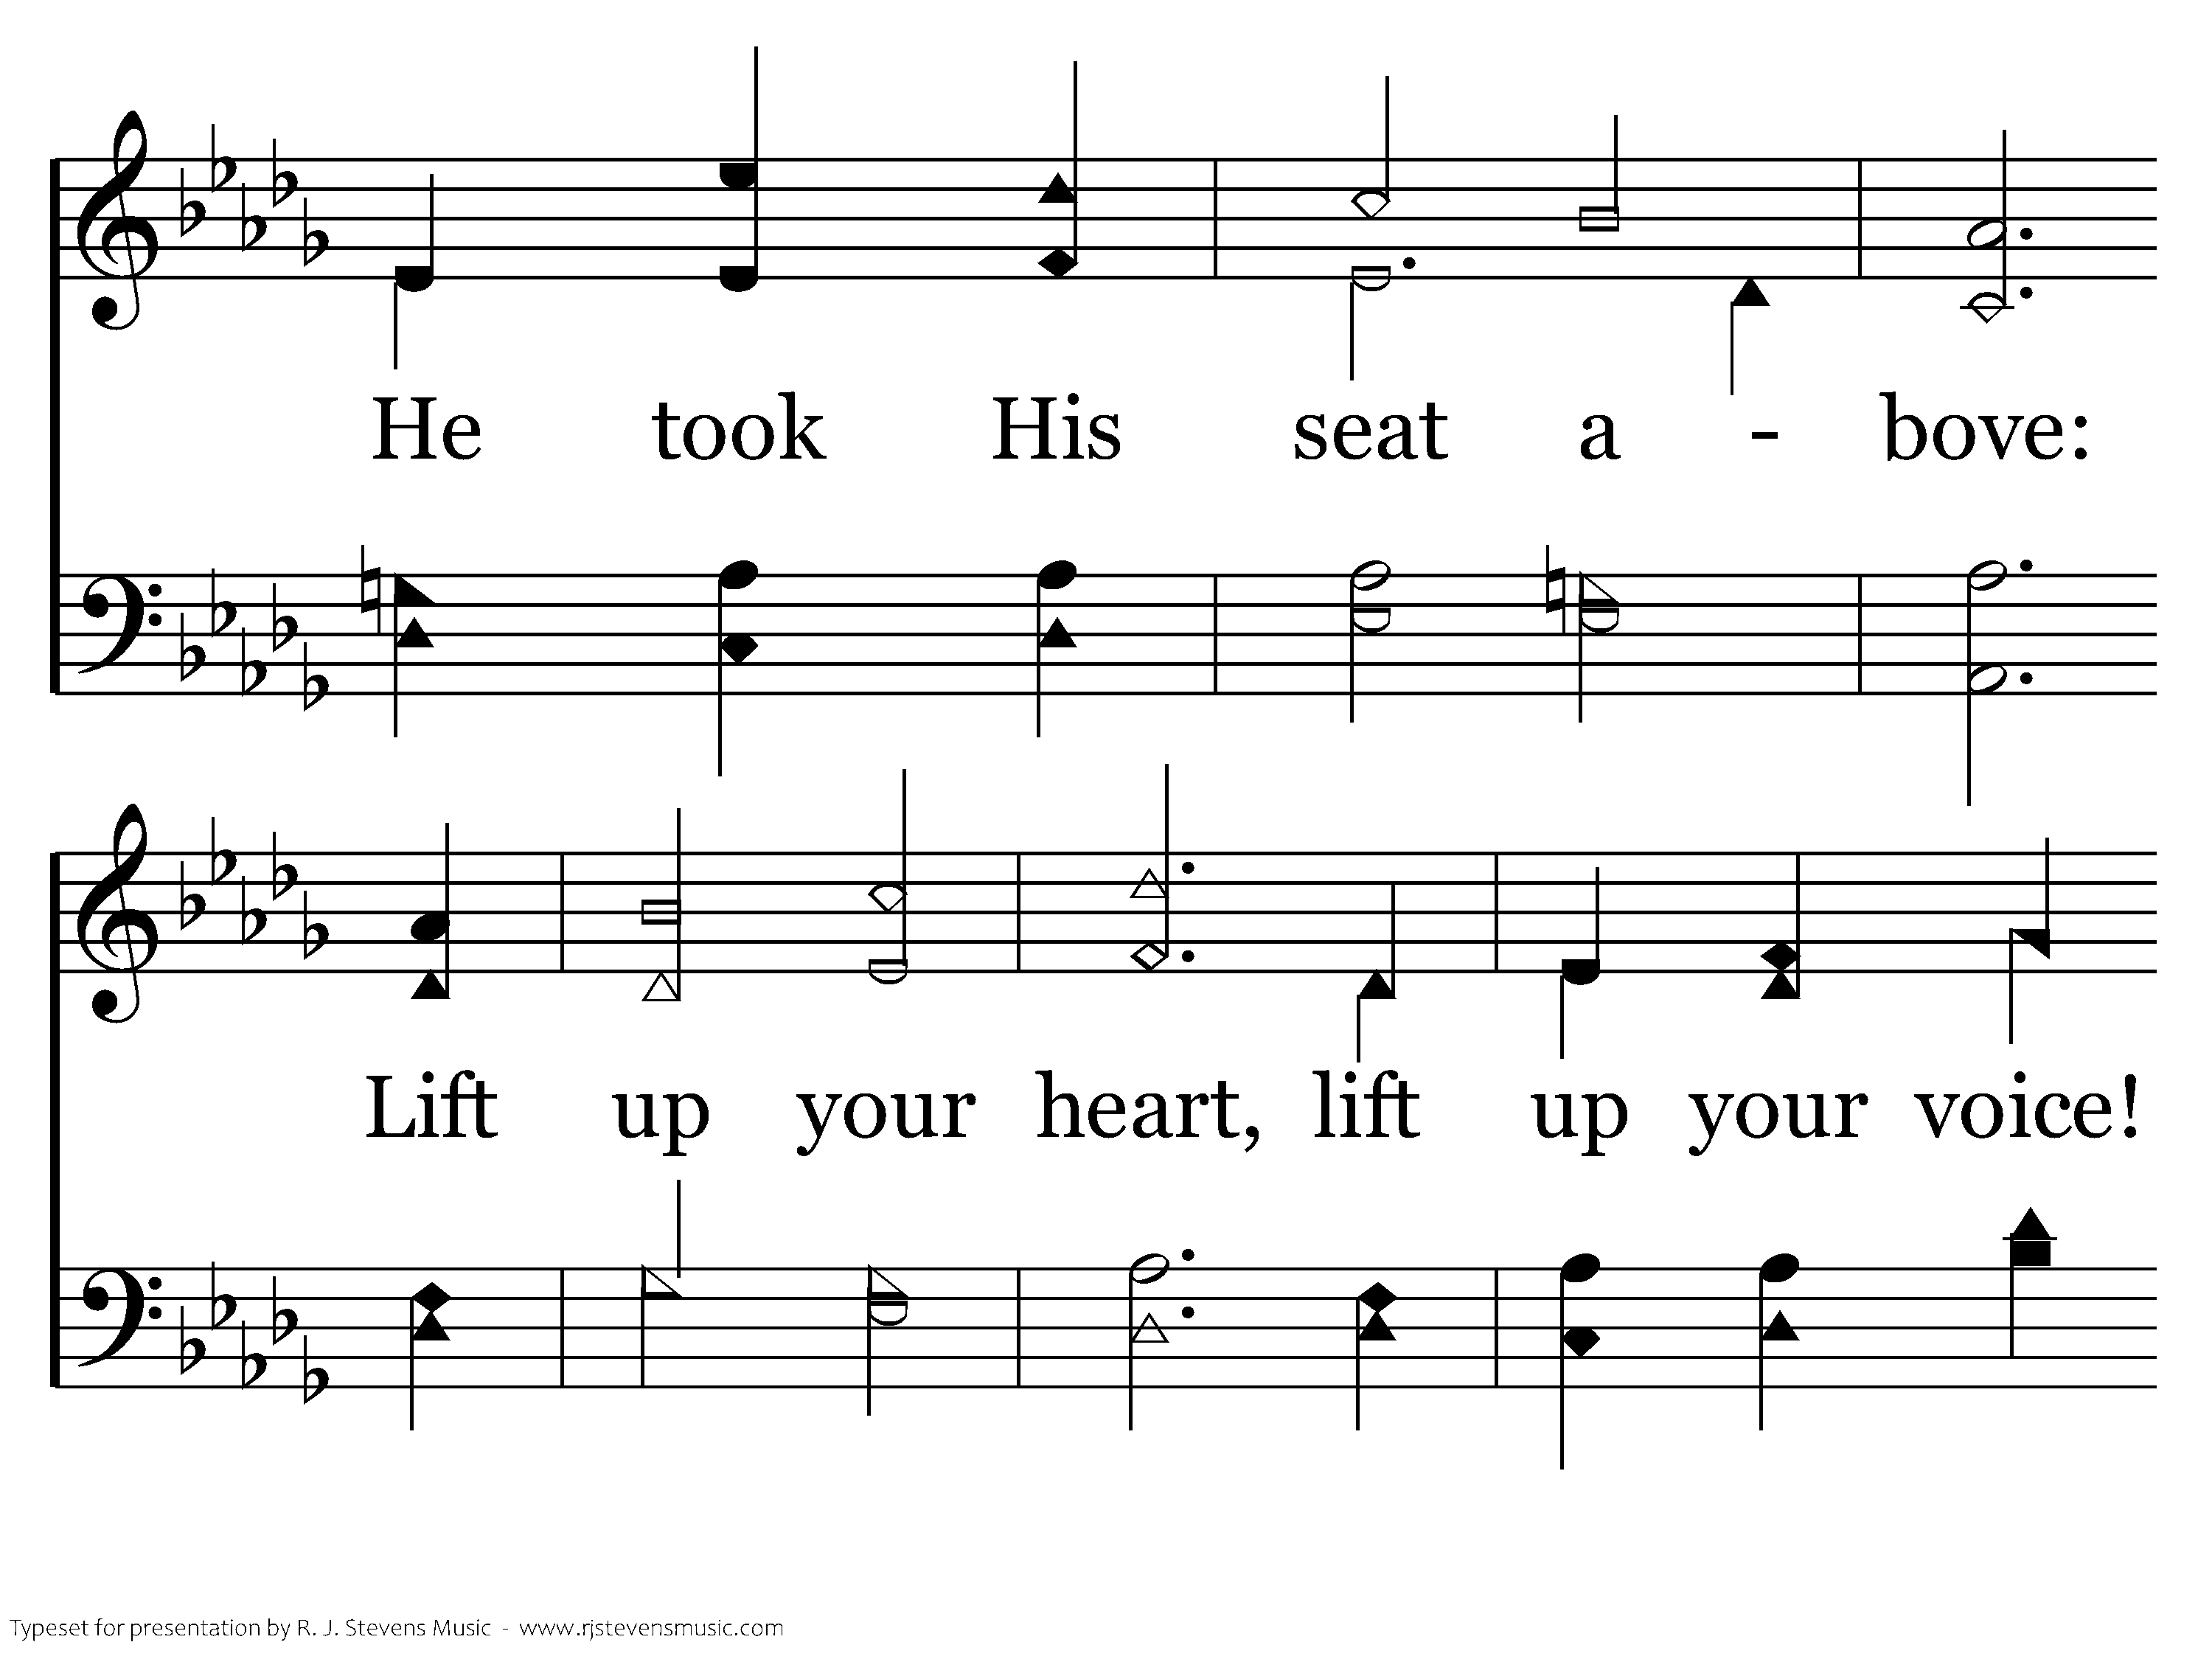 He took His seat a - bove:
Lift up your heart, lift up your voice!
Typeset for presentation by R. J. Stevens Music - www.rjstevensmusic.com